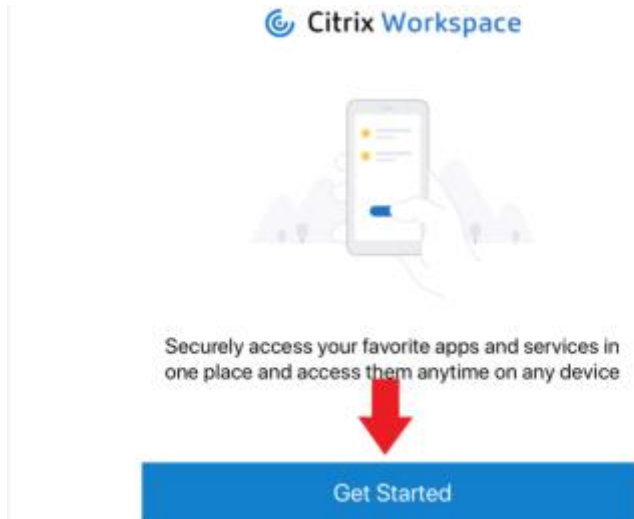 Citrix Workspace
Securely access your favorite apps and services in
one place and access them anytime on any device
Get Started